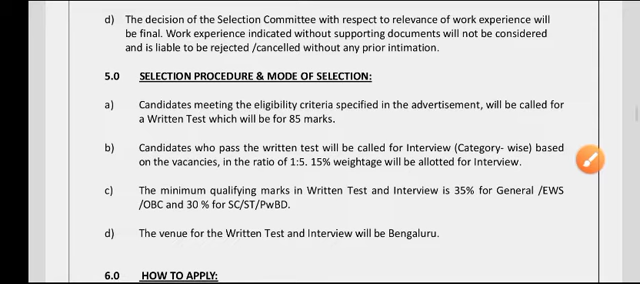 d) The decision of the Selection Committee with respect to relevance of work experience will
be final. Work experience indicated without supporting documents will not be considered
and is liable to be rejected /cancelled without any prior intimation.
5.0 SELECTION PROCEDURE & MODE OF SELECTION:
a) Candidates meeting the eligibility criteria specified in the advertisement, will be called for
a Written Test which will be for 85 marks.
b) Candidates who pass the written test will be called for Interview (Category- wise) based
on the vacancies, in the ratio of 1:5. 15% weightage will be allotted for Interview.
c) The minimum qualifying marks in Written Test and Interview is 35% for General /EWS
/OBC and 30 % for SC/ST/PwBD.
d) The venue for the Written Test and Interview will be Bengaluru.
6.0 HOW TO APPLY: